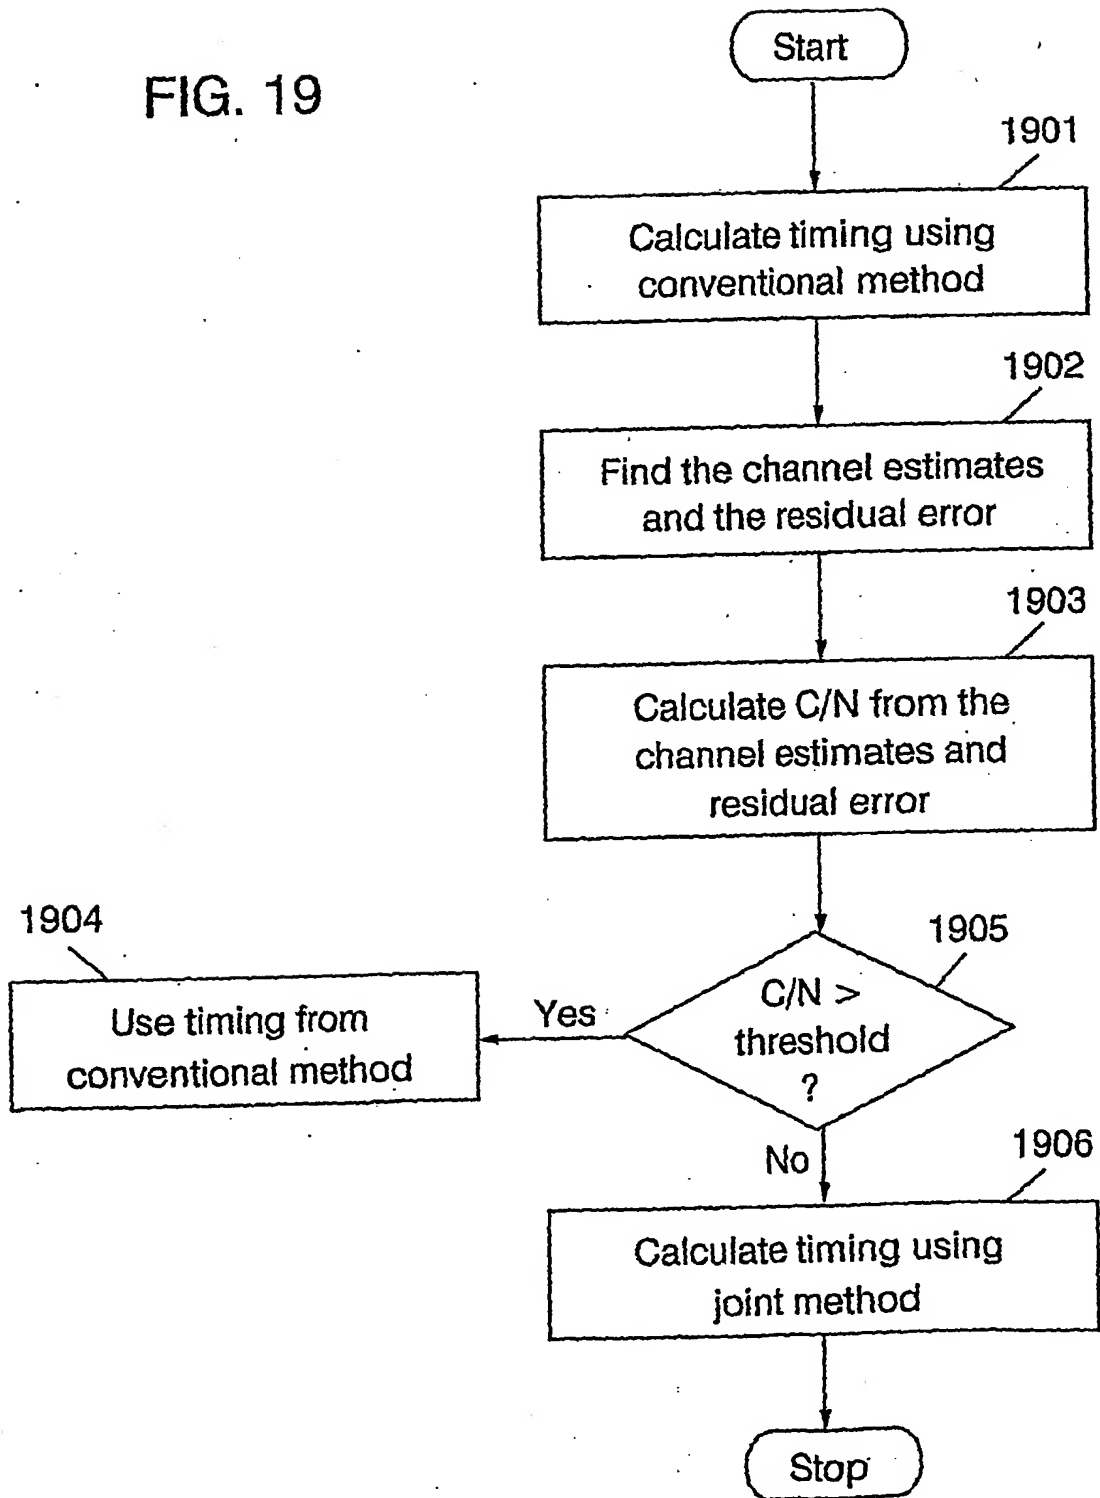 FIG. 19
Start
1901
Calculate timing using
conventional method
1902
Find the channel estimates
and the residual error
1903
Calculate C/N from the
channel estimates and
residual error
1904
Use timing from
conventional method
Yes
1905
C/N >
threshold
?
No
1906
Calculate timing using
joint method
Stop